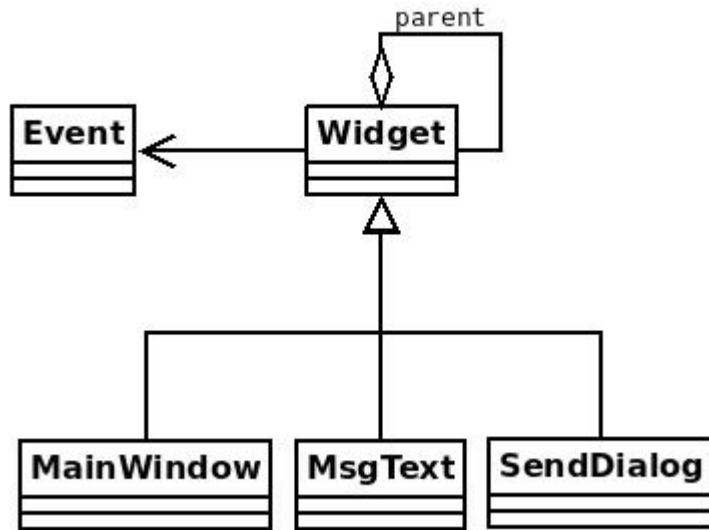 parent
Event
Widget
MainWindow
MsgText
SendDialog